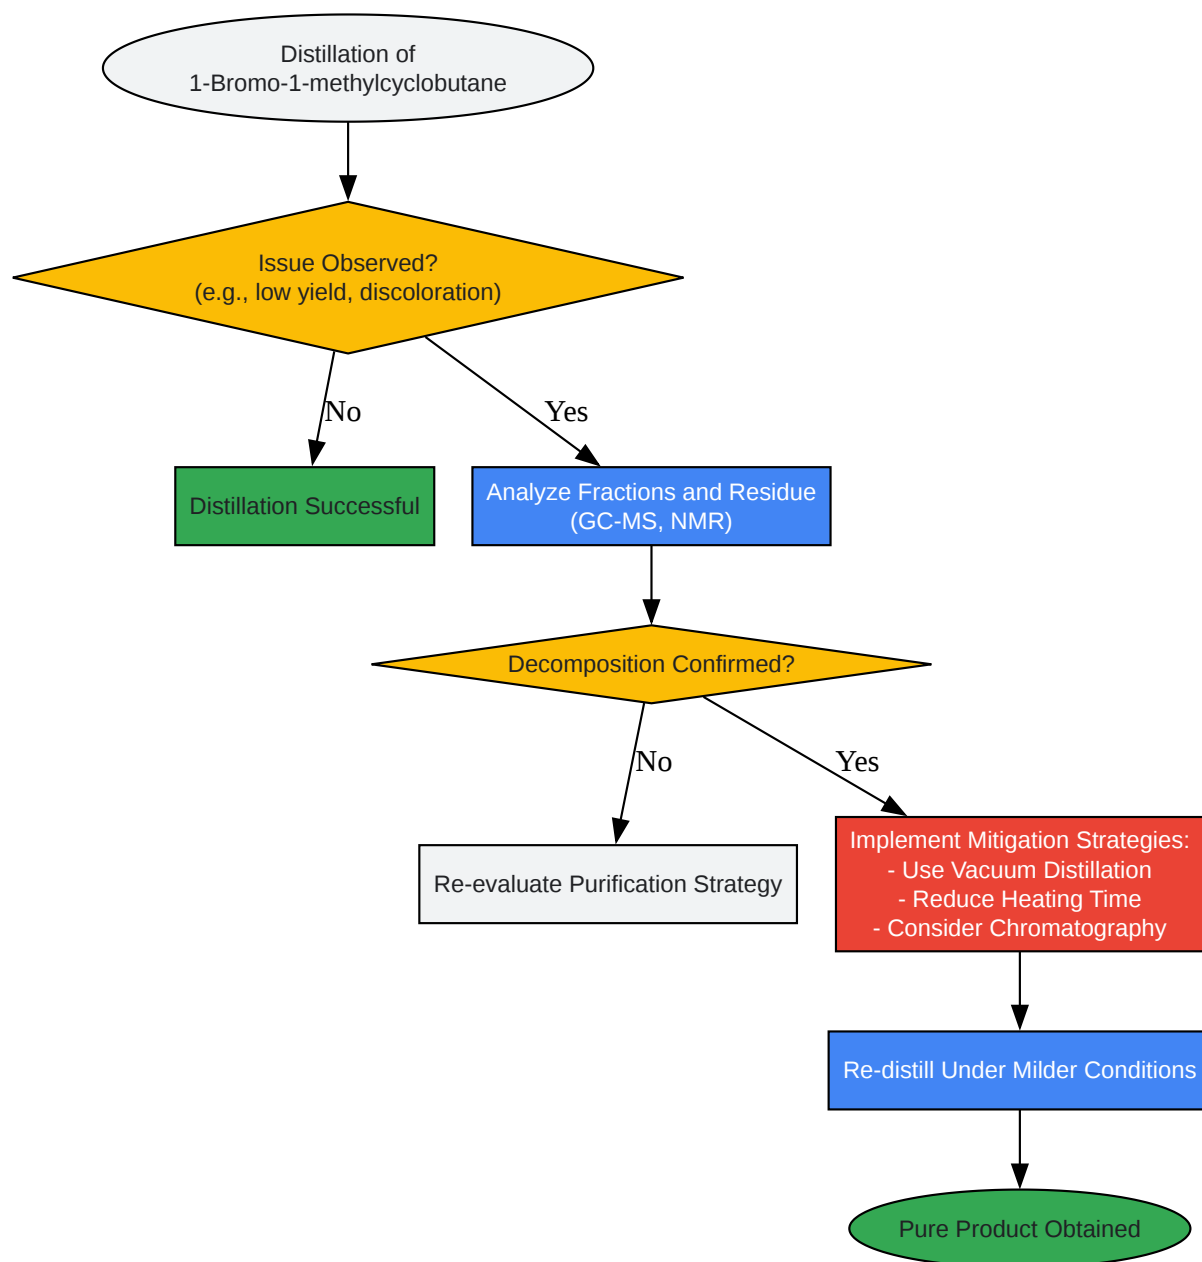 Distillation of
1-Bromo-1-methylcyclobutane
Issue Observed?
(e.g., low yield, discoloration)
No
Yes
Distillation Successful
Analyze Fractions and Residue
(GC-MS, NMR)
Decomposition Confirmed?
No
Yes
Re-evaluate Purification Strategy
Implement Mitigation Strategies:
- Use Vacuum Distillation
- Reduce Heating Time
- Consider Chromatography
Re-distill Under Milder Conditions
Pure Product Obtained